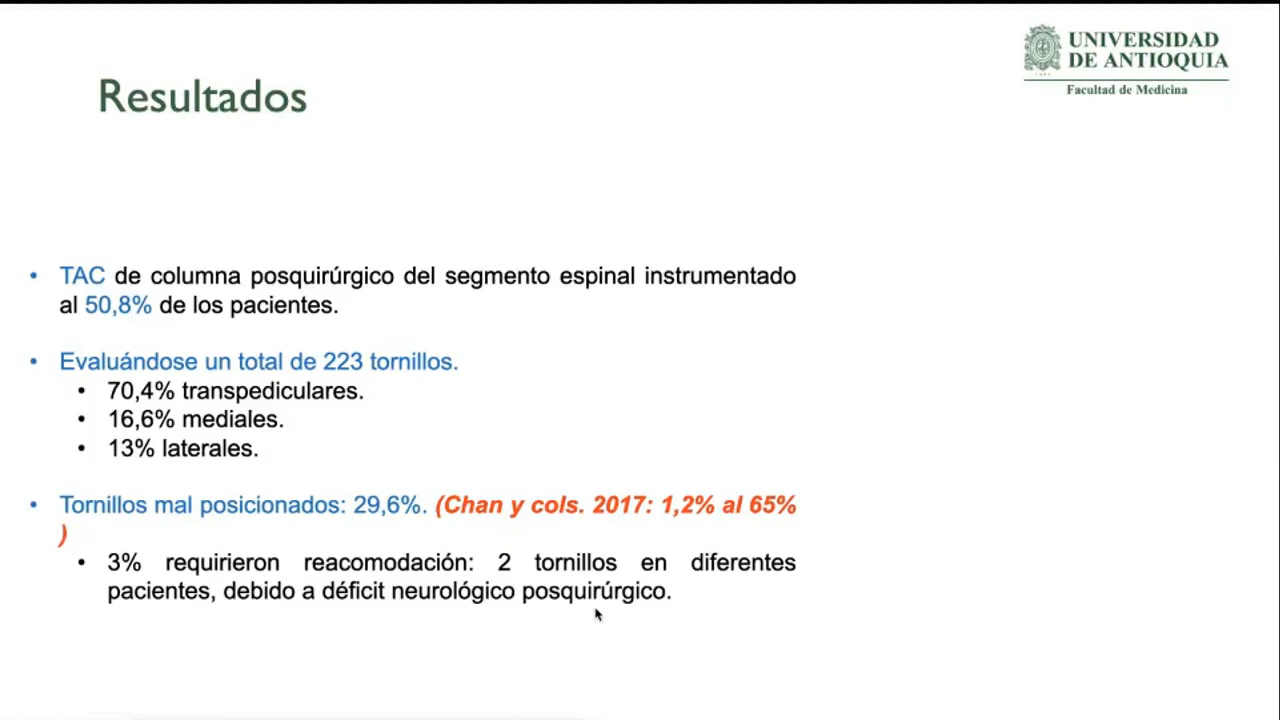 UNIVERSIDAD
DE ANTIOQUIA
Facultad de Medicina
Resultados
• TAC de columna posquirúrgico del segmento espinal instrumentado
al 50,8% de los pacientes.
• Evaluándose un total de 223 tornillos.
• 70,4% transpediculares.
• 16,6% mediales.
• 13% laterales.
• Tornillos mal posicionados: 29,6%. (Chan y cols. 2017: 1,2% al 65%
)
• 3% requirieron reacomodación: 2 tornillos en diferentes
pacientes, debido a déficit neurológico posquirúrgico.